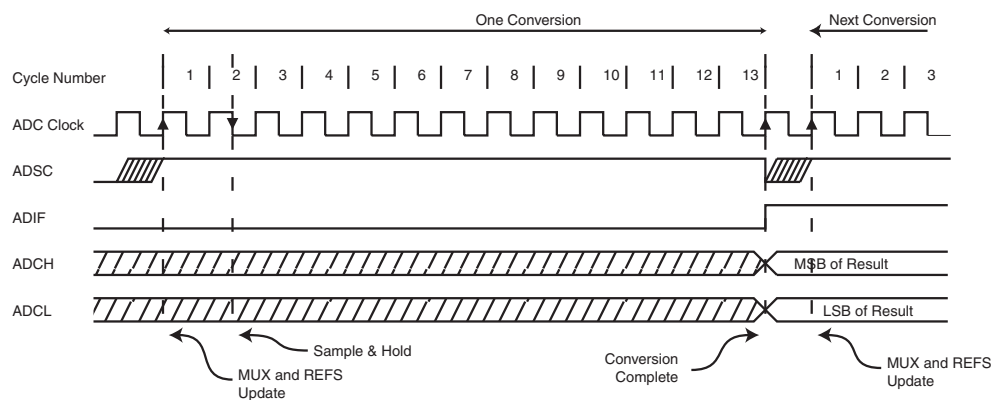 One Conversion
Next Conversion
Cycle Number 1 2 3 4 5 6 7 8 9 10 11 12 13 1 2 3
ADC Clock
ADSC
ADIF
ADCH
MSB of Result
ADCL
LSB of Result
Sample & Hold
MUX and REFS
Update
Conversion
Complete
MUX and REFS
Update